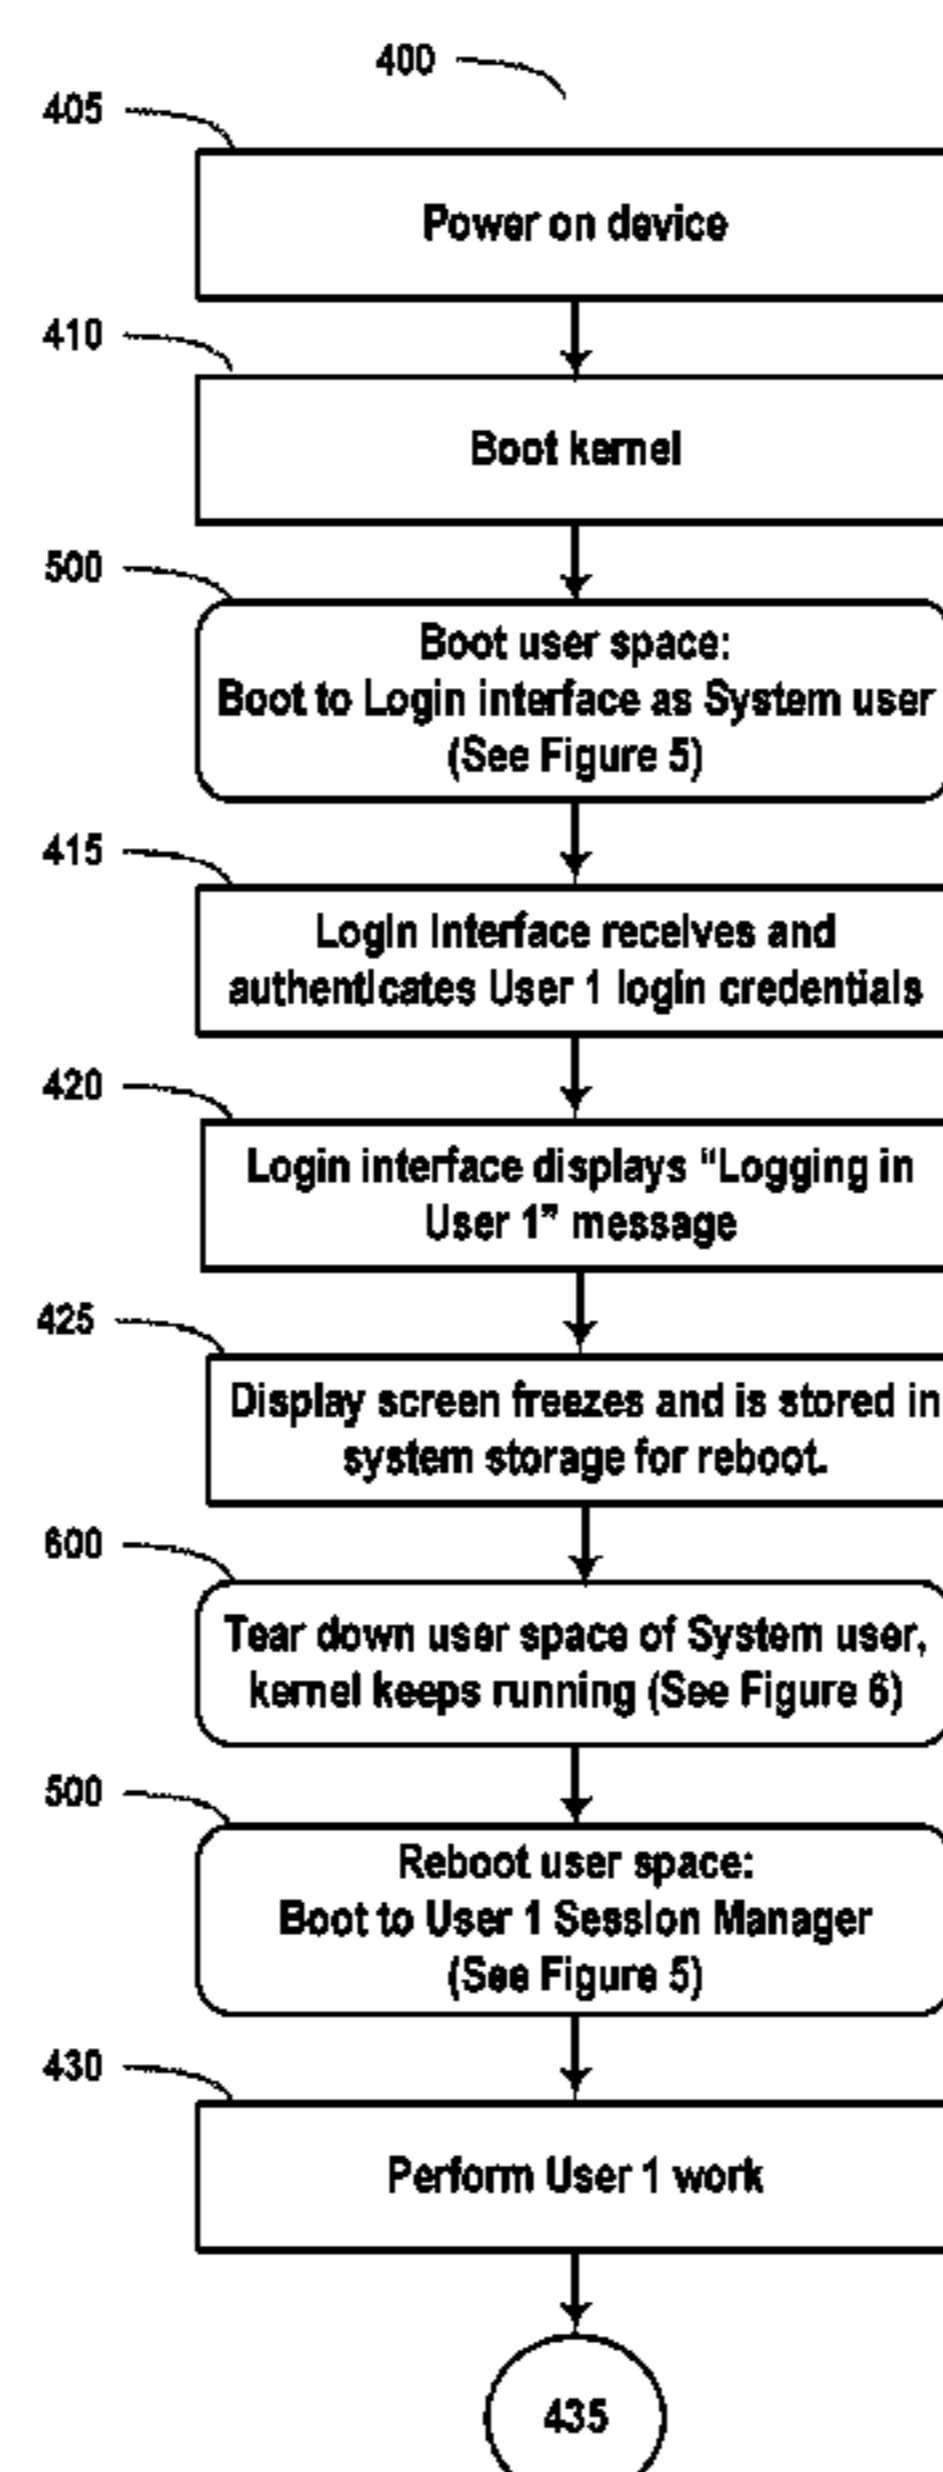 400
405
Power on device
410
Boot kernel
500
Boot user space:
Boot to Login interface as System user
(See Figure 5)
415
Login Interface receives and
authenticates User 1 login credentials
420
Login interface displays “Logging in
User 1” message
425
Display screen freezes and is stored in
system storage for reboot.
600
Tear down user space of System user,
kernel keeps running (See Figure 6)
500
Reboot user space:
Boot to User 1 Session Manager
(See Figure 5)
430
Perform User 1 work
435